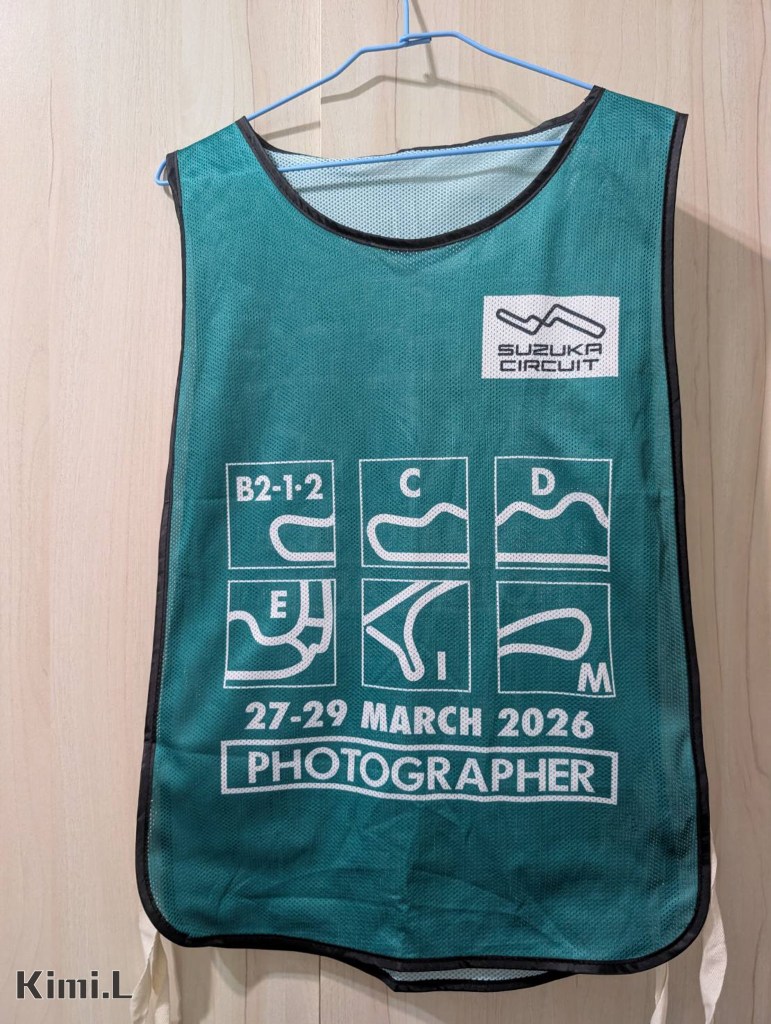 SUZUKA
CIRCUIT
B2-1·2
C
D
E
I
M
27-29 MARCH 2026
PHOTOGRAPHER
Kimi.L